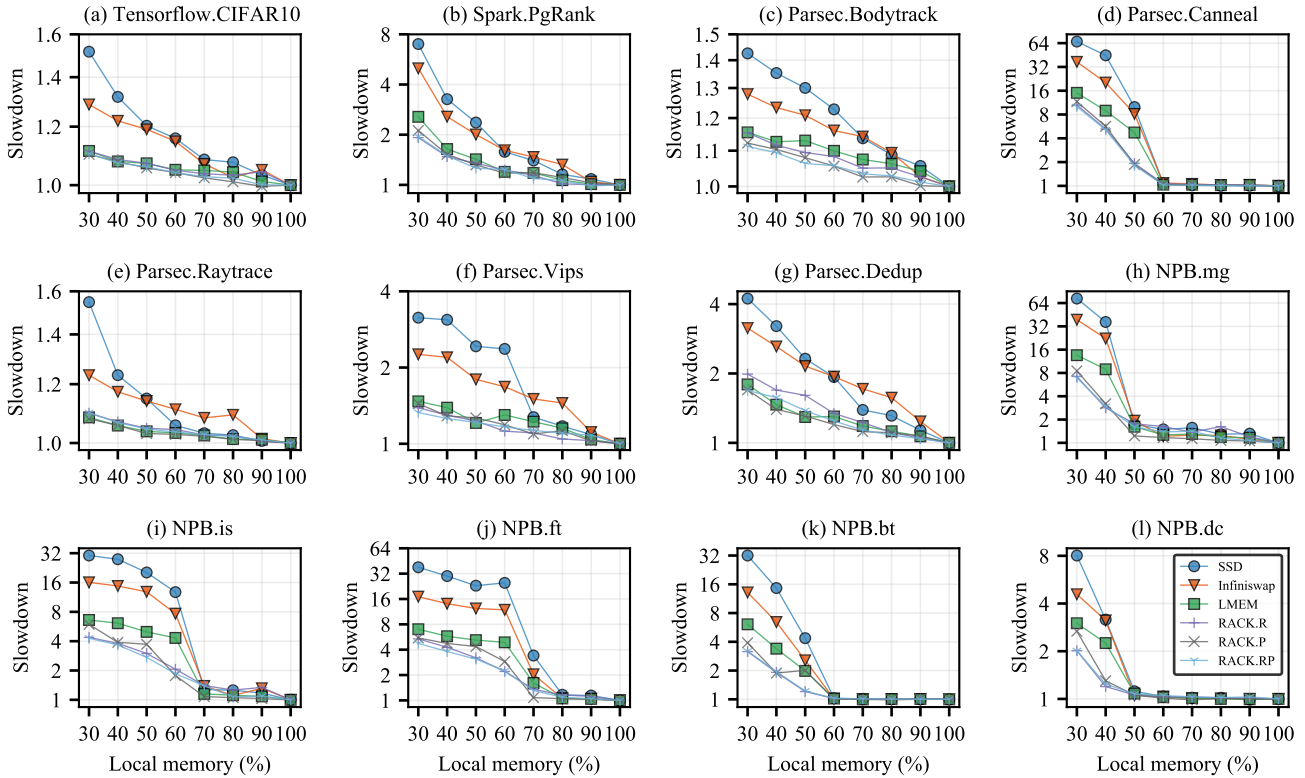 (a) Tensorflow.CIFAR10
Slowdown
1.6
1.4
1.2
1.0
30 40 50 60 70 80 90 100
(b) Spark.PgRank
Slowdown
8
4
2
1
30 40 50 60 70 80 90 100
(c) Parsec.Bodytrack
Slowdown
1.5
1.4
1.3
1.2
1.1
1.0
30 40 50 60 70 80 90 100
(d) Parsec.Canneal
Slowdown
64
32
16
8
4
2
1
30 40 50 60 70 80 90 100
(e) Parsec.Raytrace
Slowdown
1.6
1.4
1.2
1.0
30 40 50 60 70 80 90 100
(f) Parsec.Vips
Slowdown
4
2
1
30 40 50 60 70 80 90 100
(g) Parsec.Dedup
Slowdown
4
2
1
30 40 50 60 70 80 90 100
(h) NPB.mg
Slowdown
64
32
16
8
4
2
1
30 40 50 60 70 80 90 100
(i) NPB.is
Slowdown
32
16
8
4
2
1
30 40 50 60 70 80 90 100
Local memory (%)
(j) NPB.ft
Slowdown
64
32
16
8
4
2
1
30 40 50 60 70 80 90 100
Local memory (%)
(k) NPB.bt
Slowdown
32
16
8
4
2
1
30 40 50 60 70 80 90 100
Local memory (%)
(l) NPB.dc
Slowdown
8
4
2
1
SSD
Infiniswap
LMEM
RACK.R
RACK.P
RACK.RP
30 40 50 60 70 80 90 100
Local memory (%)